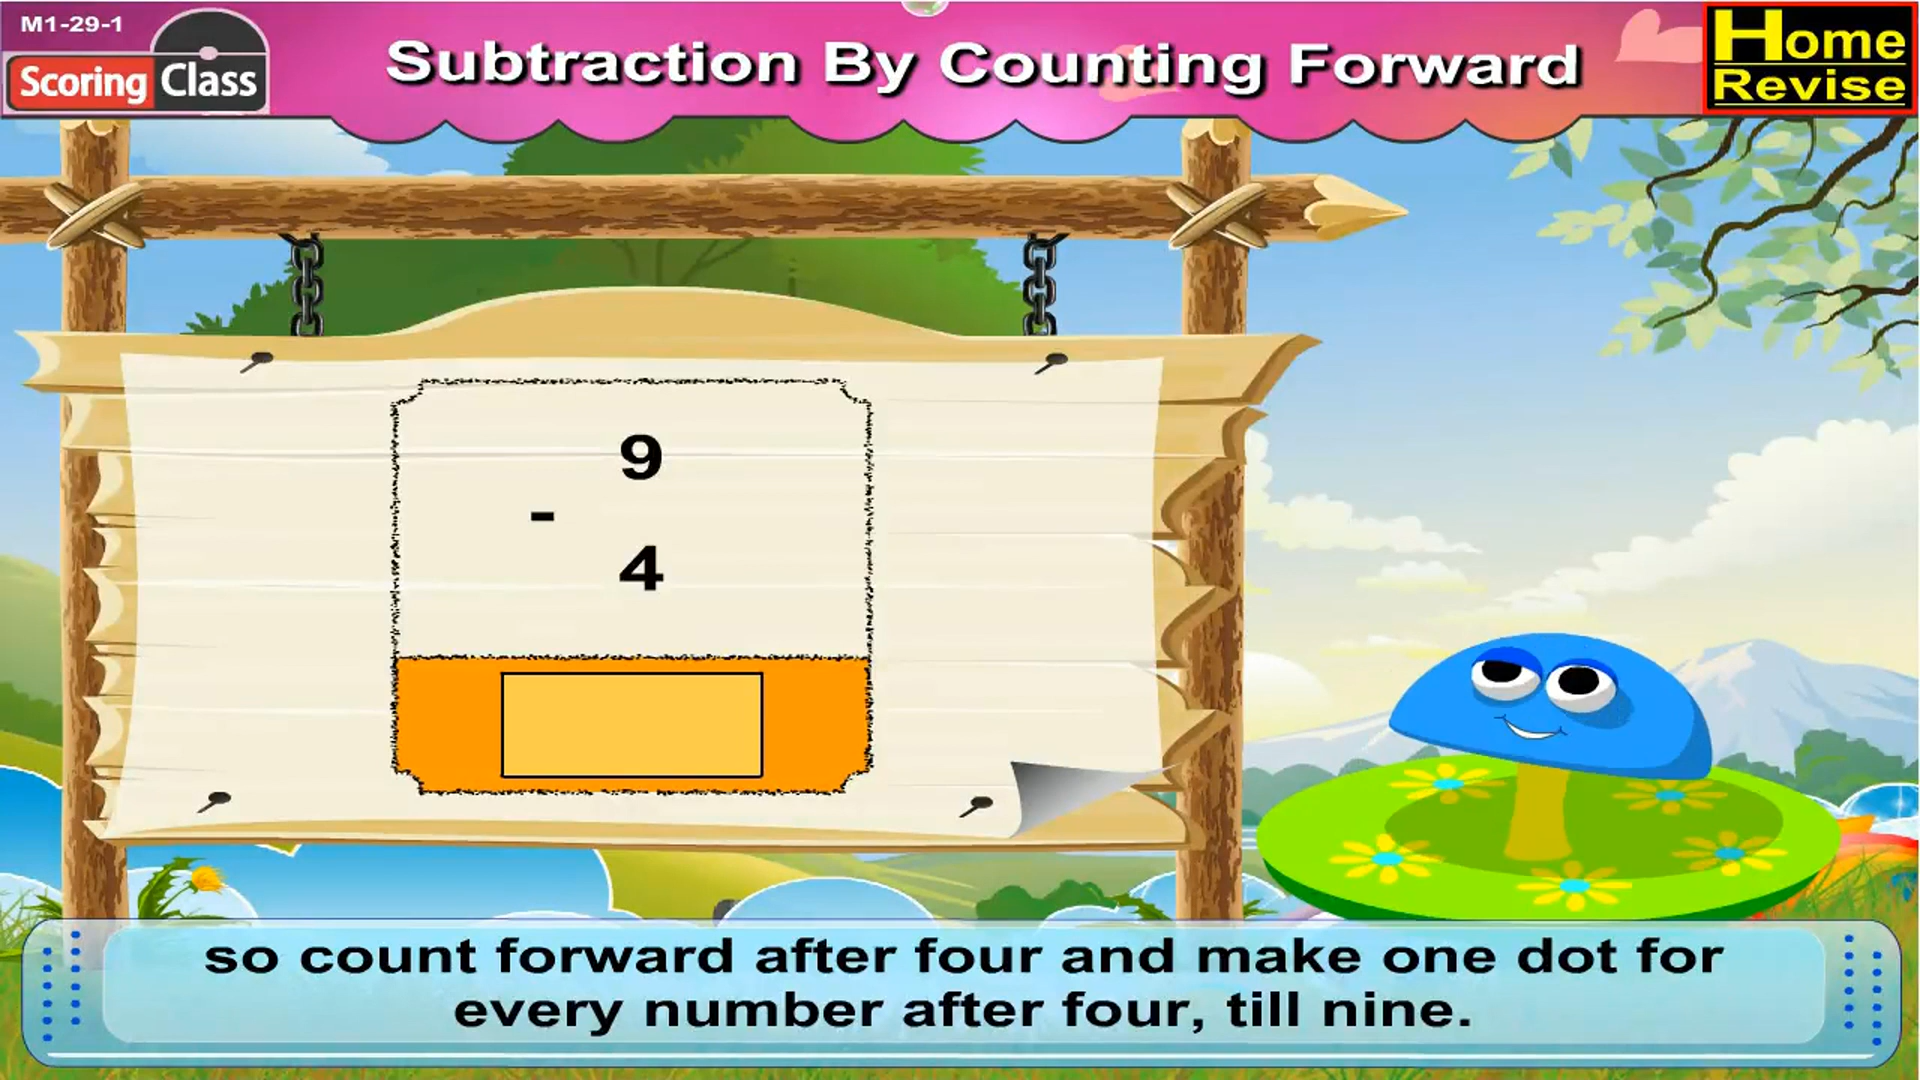 M1-29-1
Scoring Class
Subtraction By Counting Forward
Home
Revise
9
-
4
so count forward after four and make one dot for
every number after four, till nine.